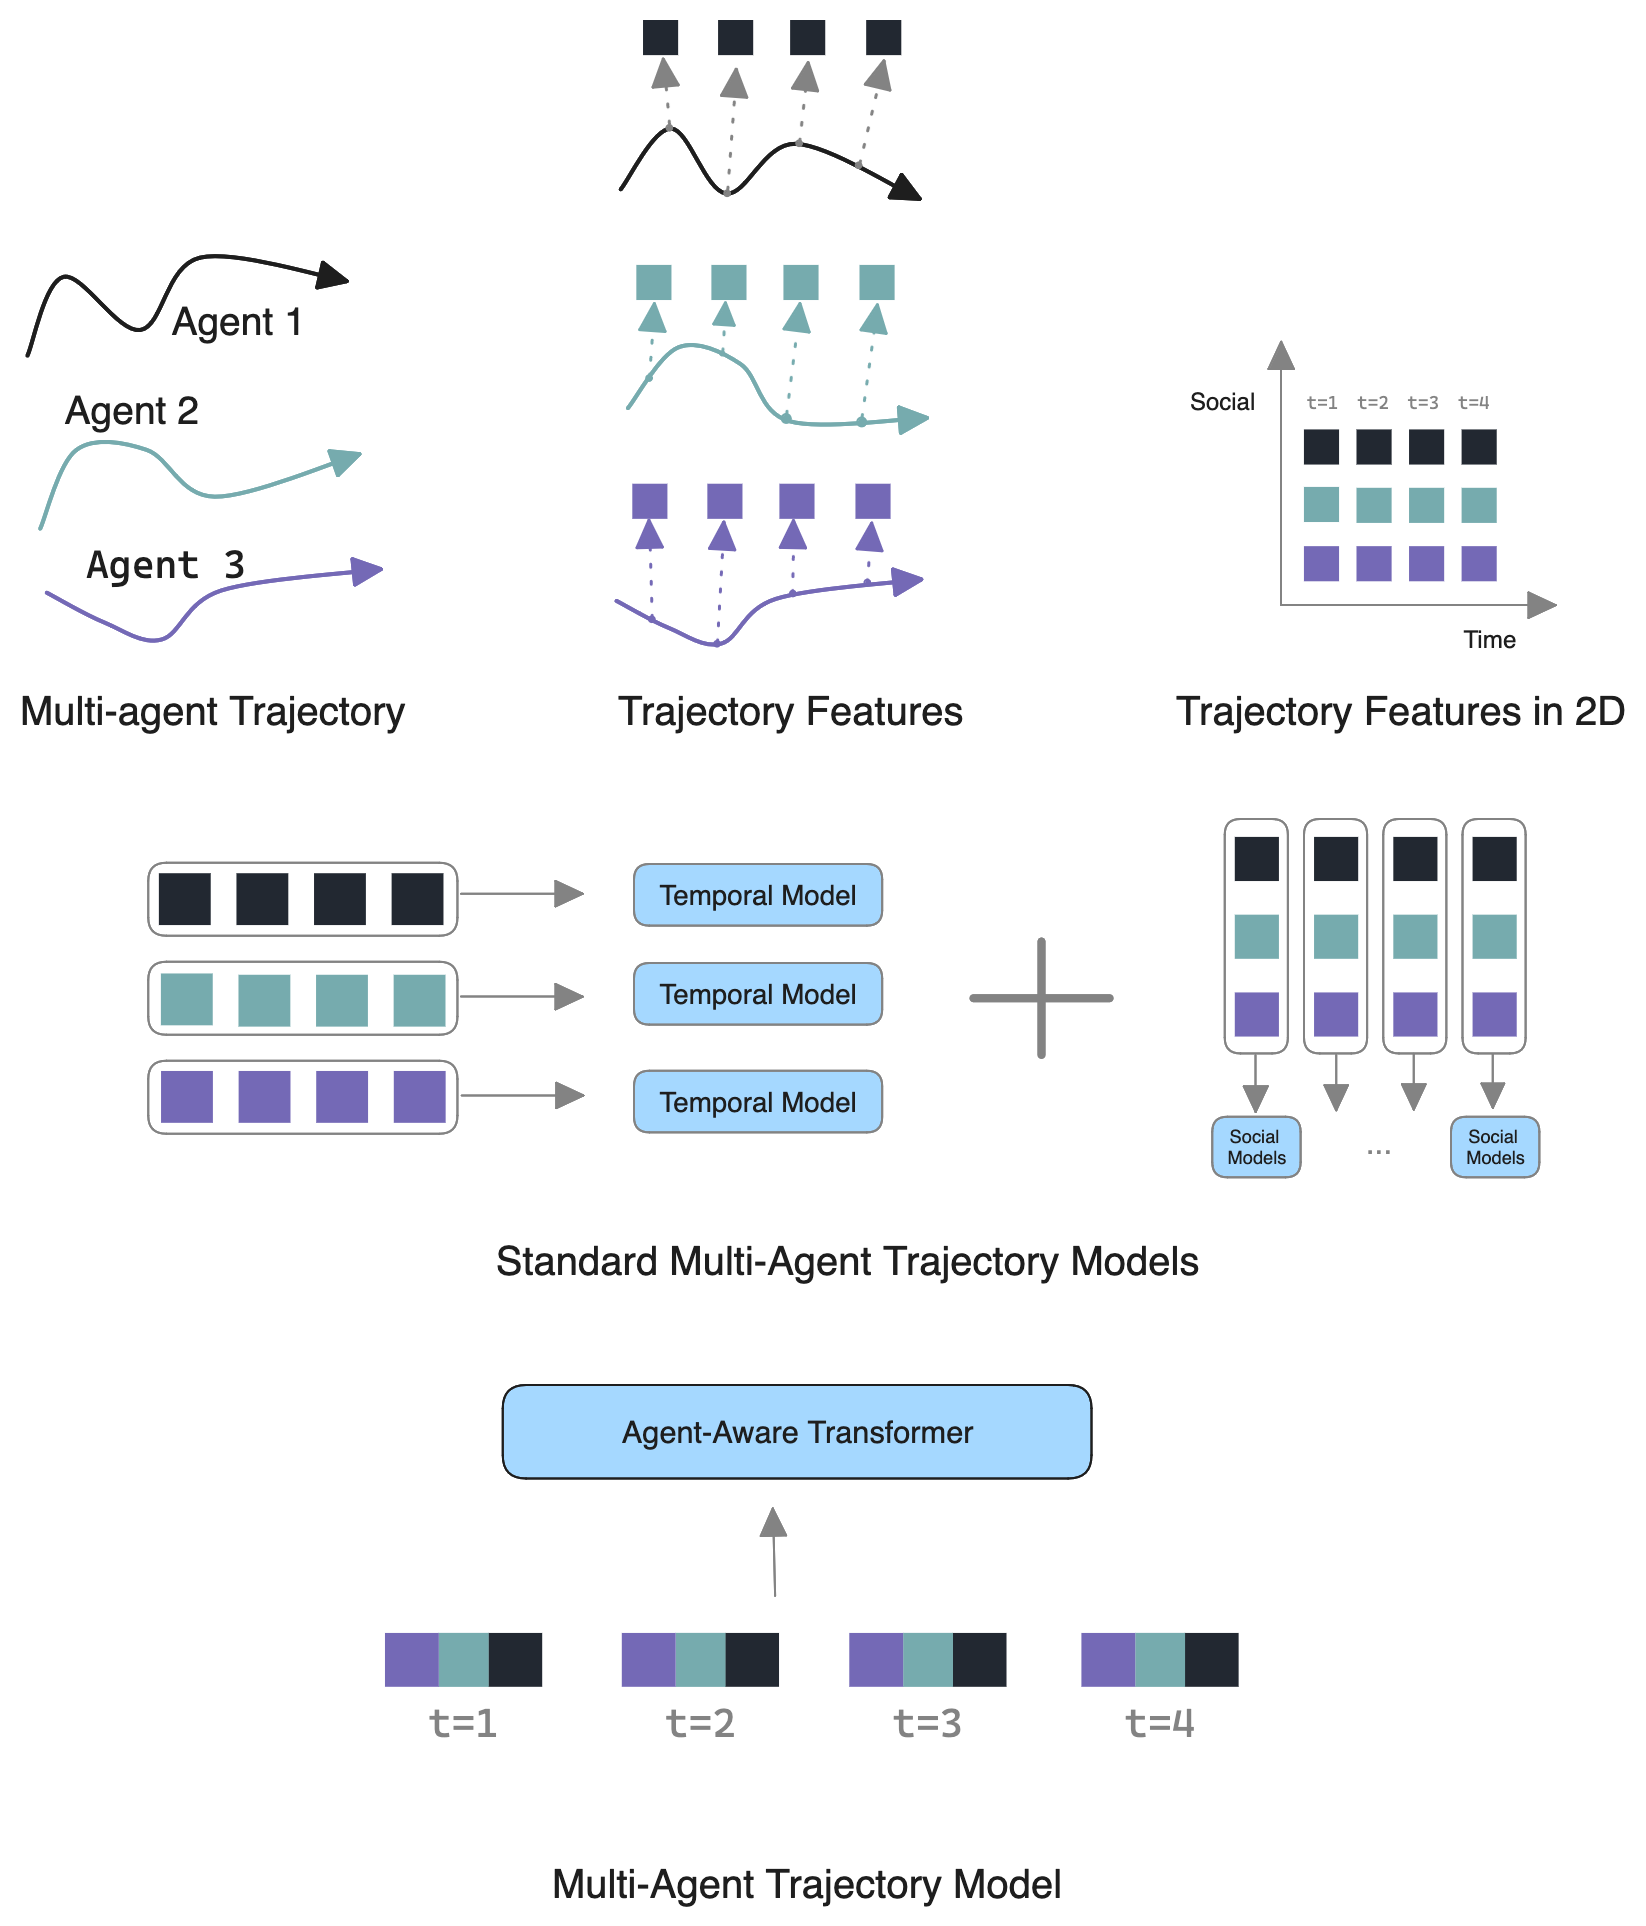 Agent 1
Agent 2
Agent 3
Social
t=1 t=2 t=3 t=4
Time
Multi-agent Trajectory
Trajectory Features
Trajectory Features in 2D
Temporal Model
Temporal Model
Temporal Model
Social
Models
...
Social
Models
Standard Multi-Agent Trajectory Models
Agent-Aware Transformer
t=1
t=2
t=3
t=4
Multi-Agent Trajectory Model